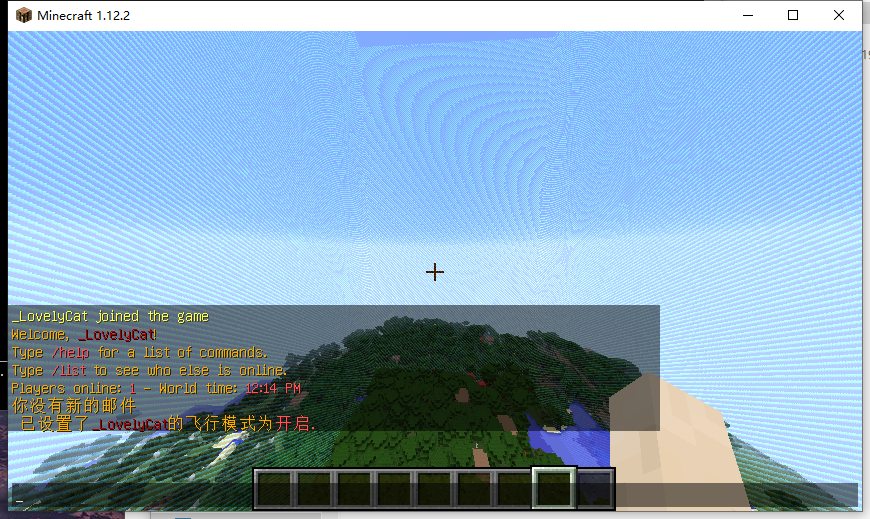 Minecraft 1.12.2
_LovelyCat joined the game
Welcome, _LovelyCat!
Type /help for a list of commands.
Type /list to see who else is online.
Players online: 1 - World time: 12:14 PM
你没有新的邮件
已设置了_LovelyCat的飞行模式为开启.
_